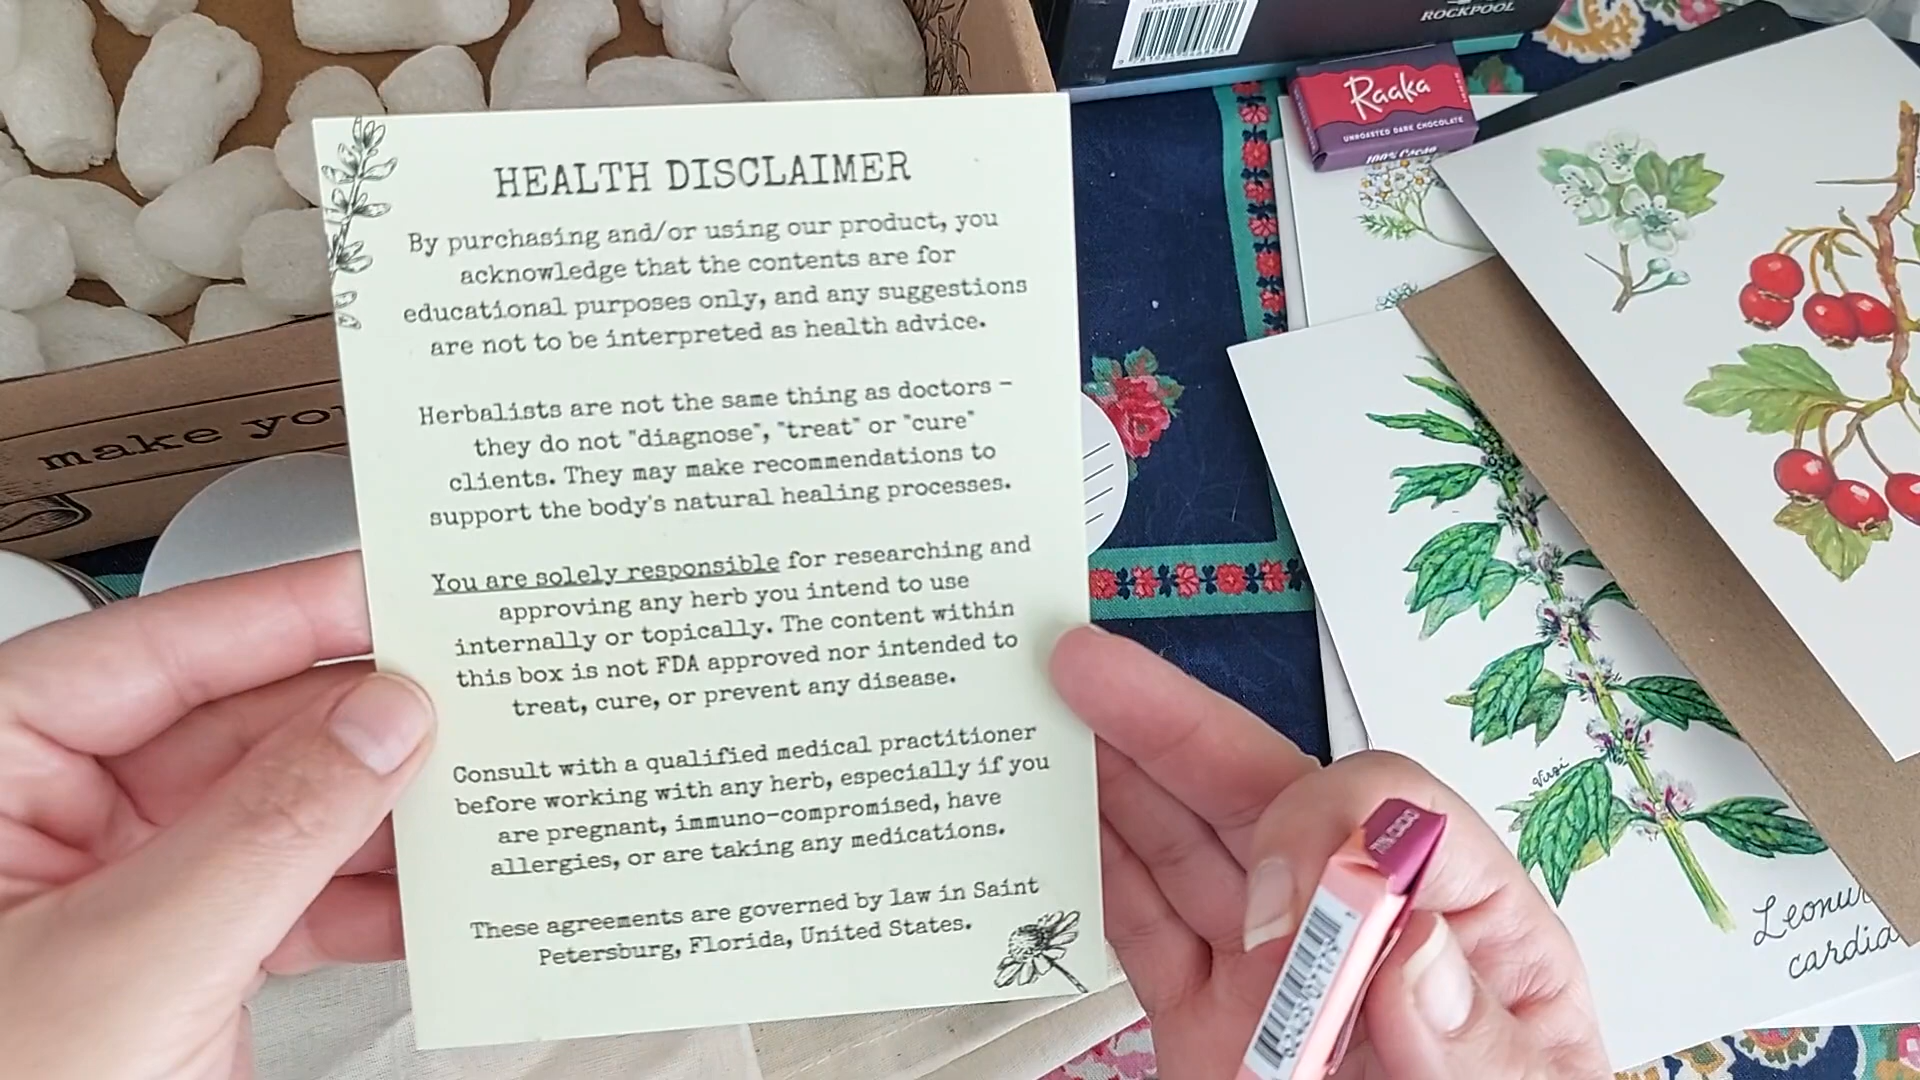 HEALTH DISCLAIMER
By purchasing and/or using our product, you
acknowledge that the contents are for
educational purposes only, and any suggestions
are not to be interpreted as health advice.
Herbalists are not the same thing as doctors -
they do not "diagnose", "treat" or "cure"
clients. They may make recommendations to
support the body's natural healing processes.
You are solely responsible for researching and
approving any herb you intend to use
internally or topically. The content within
this box is not FDA approved nor intended to
treat, cure, or prevent any disease.
Consult with a qualified medical practitioner
before working with any herb, especially if you
are pregnant, immuno-compromised, have
allergies, or are taking any medications.
These agreements are governed by law in Saint
Petersburg, Florida, United States.
make
ROCKPOOL
Raaka
UNROASTED DARK CHOCOLATE
100% Cacao
Virgi